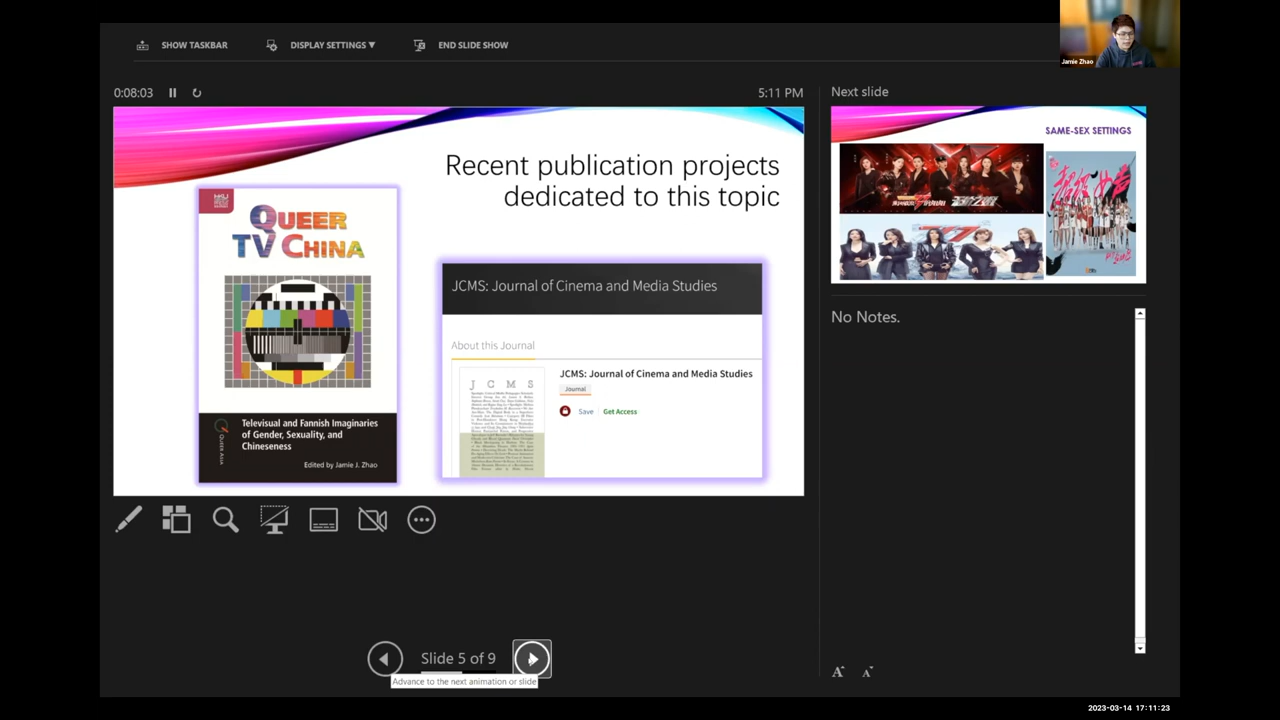 SHOW TASKBAR
DISPLAY SETTINGS ▼
END SLIDE SHOW
Jamie Zhao
0:08:03
5:11 PM
Next slide
Recent publication projects
dedicated to this topic
QUEER
TV CHINA
Televisual and Fannish Imaginaries
of Gender, Sexuality, and
Chineseness
Edited by Jamie J. Zhao
QUEER ASIA
JCMS: Journal of Cinema and Media Studies
About this Journal
J C M S
JCMS: Journal of Cinema and Media Studies
Journal
Save
Get Access
SAME-SEX SETTINGS
No Notes.
Slide 5 of 9
Advance to the next animation or slide
A A
2023-03-14 17:11:23